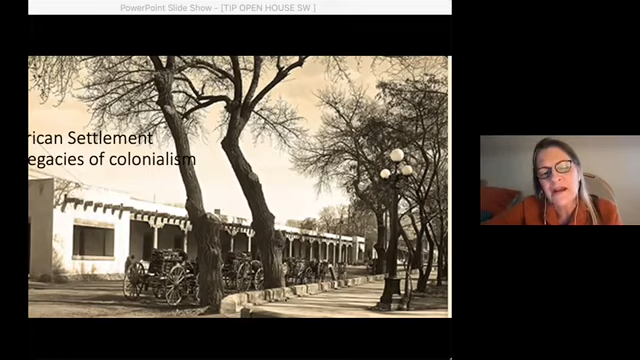 PowerPoint Slide Show - [TIP OPEN HOUSE SW ]
rican Settlement
egacies of colonialism